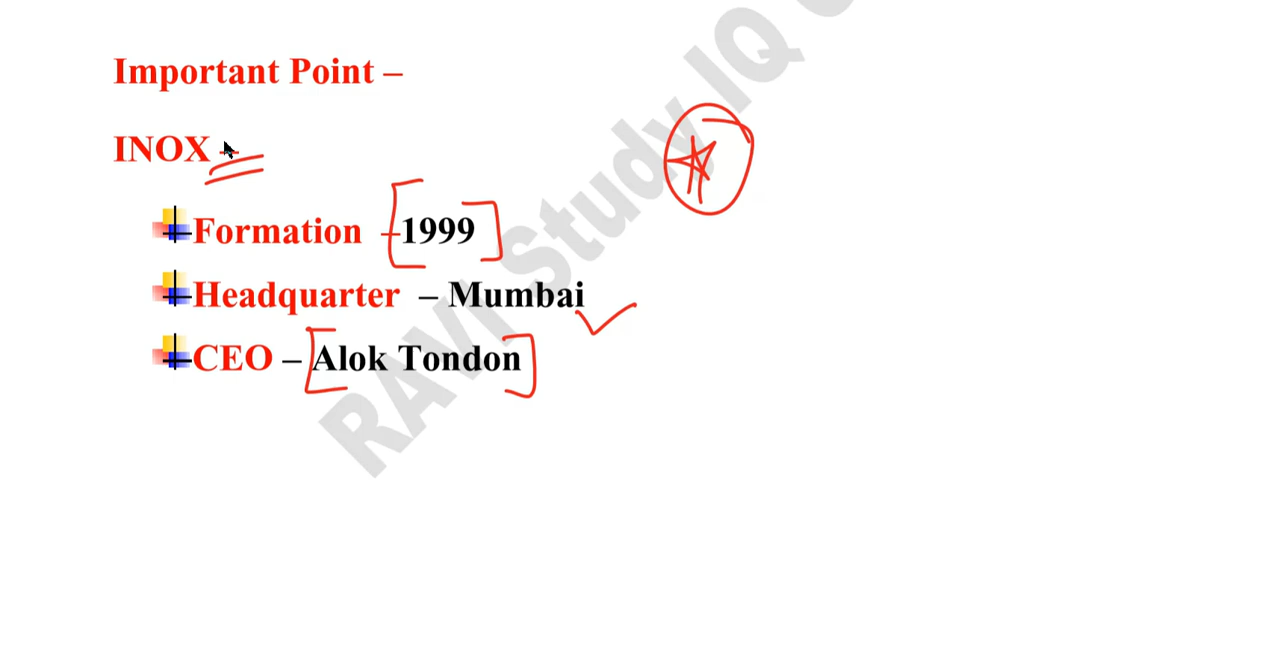 Important Point –
INOX –
Formation – 1999
Headquarter – Mumbai
CEO – Alok Tondon
RAVI Study IQ